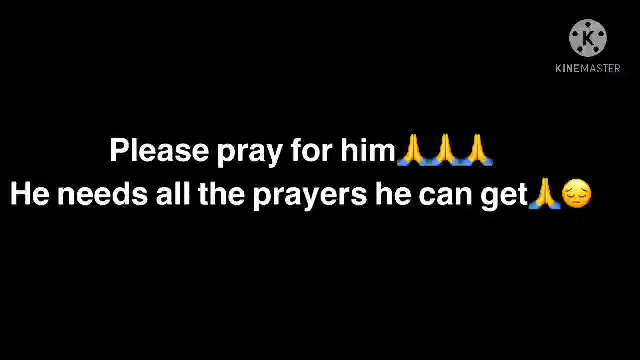 KINEMASTER
Please pray for him🙏🙏🙏
He needs all the prayers he can get🙏😔